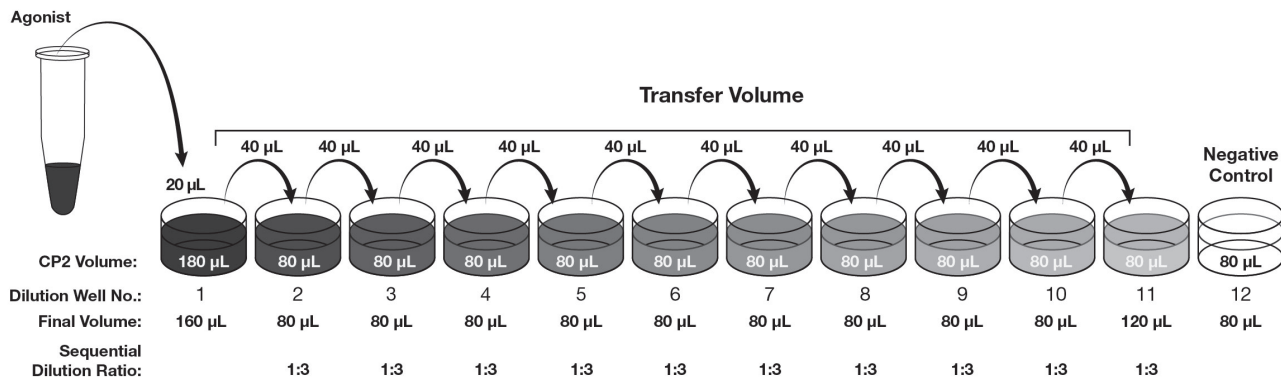 Agonist
Transfer Volume
40 µL 40 µL 40 µL 40 µL 40 µL 40 µL 40 µL 40 µL 40 µL 40 µL
Negative
Control
20 µL
CP2 Volume: 180 µL 80 µL 80 µL 80 µL 80 µL 80 µL 80 µL 80 µL 80 µL 80 µL 80 µL 80 µL
Dilution Well No.: 1 2 3 4 5 6 7 8 9 10 11 12
Final Volume: 160 µL 80 µL 80 µL 80 µL 80 µL 80 µL 80 µL 80 µL 80 µL 80 µL 120 µL 80 µL
Sequential
Dilution Ratio: 1:3 1:3 1:3 1:3 1:3 1:3 1:3 1:3 1:3 1:3